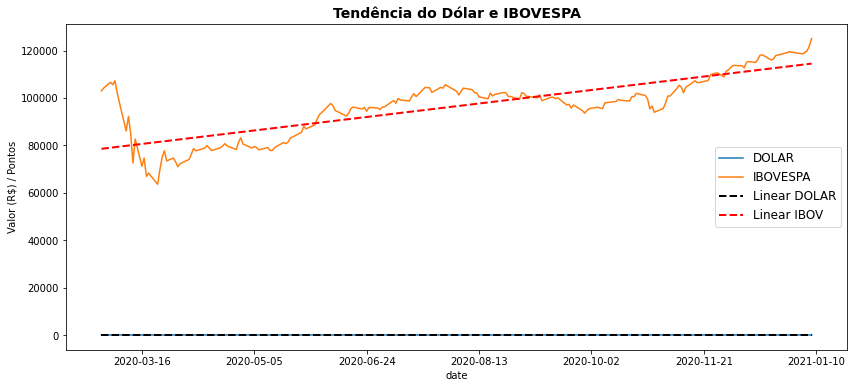 Tendência do Dólar e IBOVESPA
120000
100000
80000
60000
40000
20000
0
Valor (R$) / Pontos
DOLAR
IBOVESPA
Linear DOLAR
Linear IBOV
2020-03-16
2020-05-05
2020-06-24
2020-08-13
2020-10-02
2020-11-21
2021-01-10
date